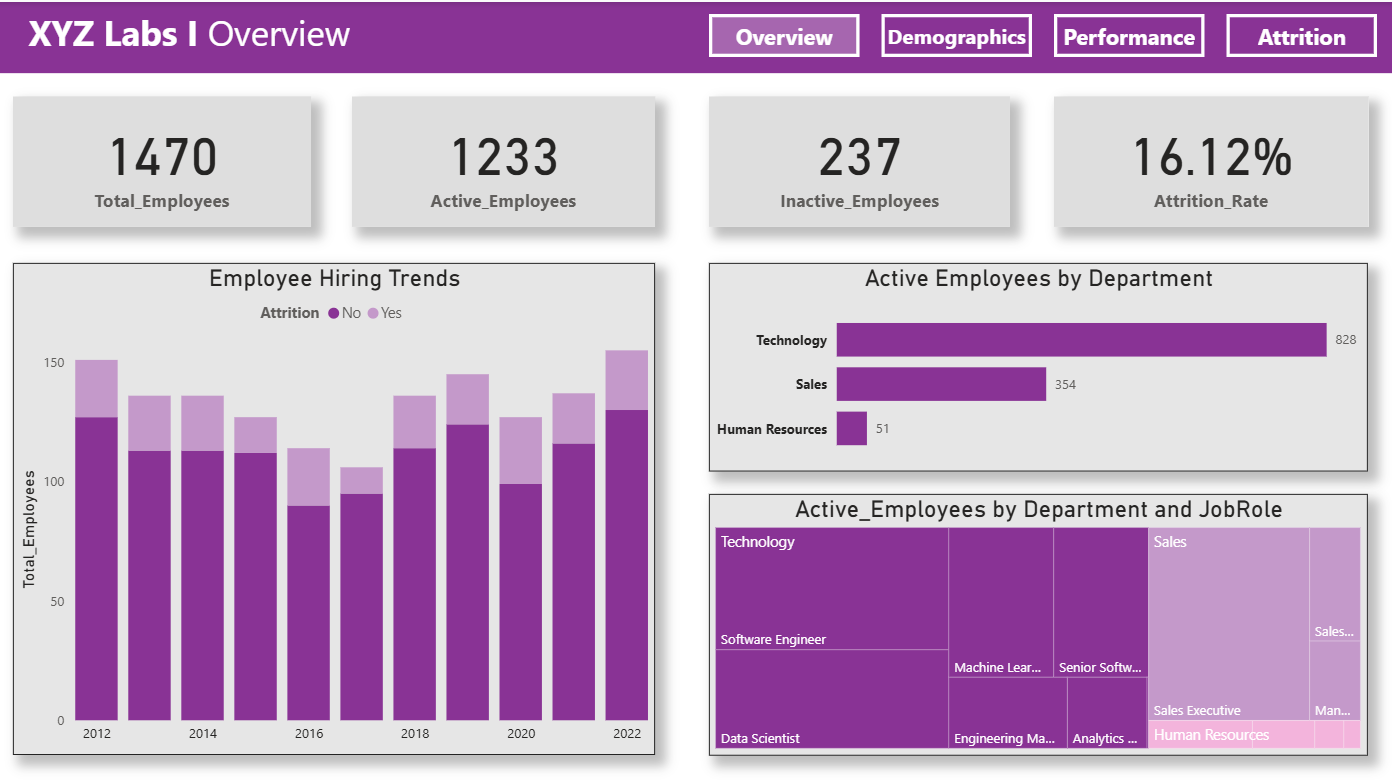 XYZ Labs I Overview
Overview
Demographics
Performance
Attrition
1470
Total_Employees
1233
Active_Employees
237
Inactive_Employees
16.12%
Attrition_Rate
Employee Hiring Trends
Attrition No Yes
Total_Employees
150
100
50
0
2012 2014 2016 2018 2020 2022
Active Employees by Department
Technology 828
Sales 354
Human Resources 51
Active_Employees by Department and JobRole
Technology
Software Engineer
Data Scientist
Machine Lear...
Senior Softw...
Engineering Ma...
Analytics ...
Sales
Sales Executive
Sales...
Man...
Human Resources